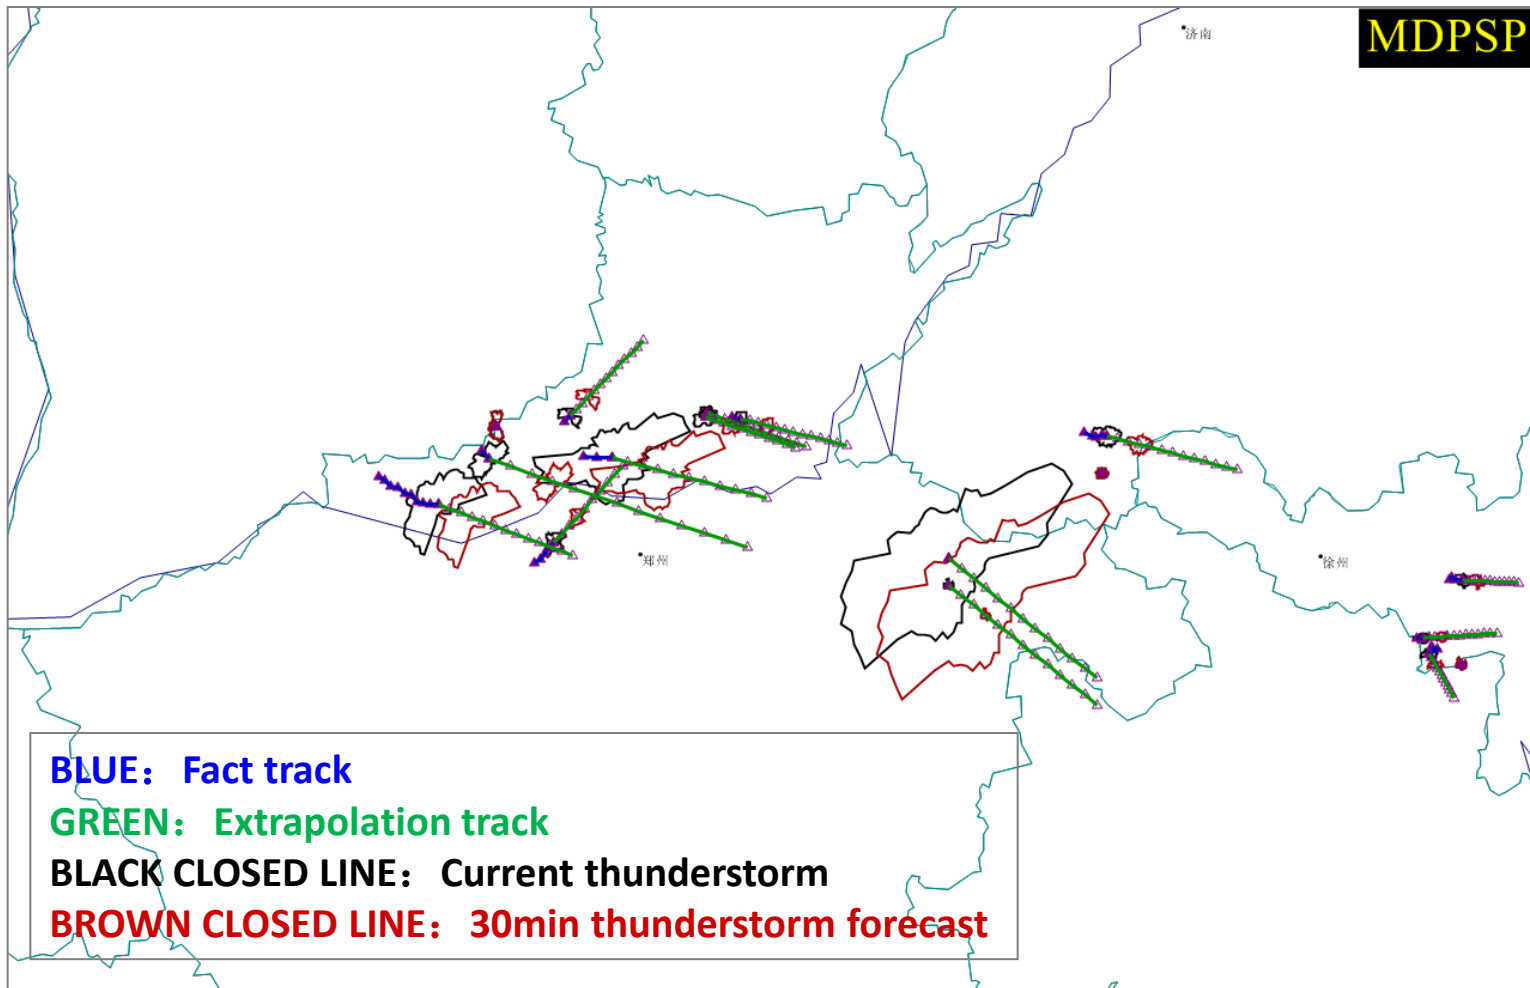 济南
MDPSP
郑州
徐州
BLUE： Fact track
GREEN： Extrapolation track
BLACK CLOSED LINE： Current thunderstorm
BROWN CLOSED LINE： 30min thunderstorm forecast